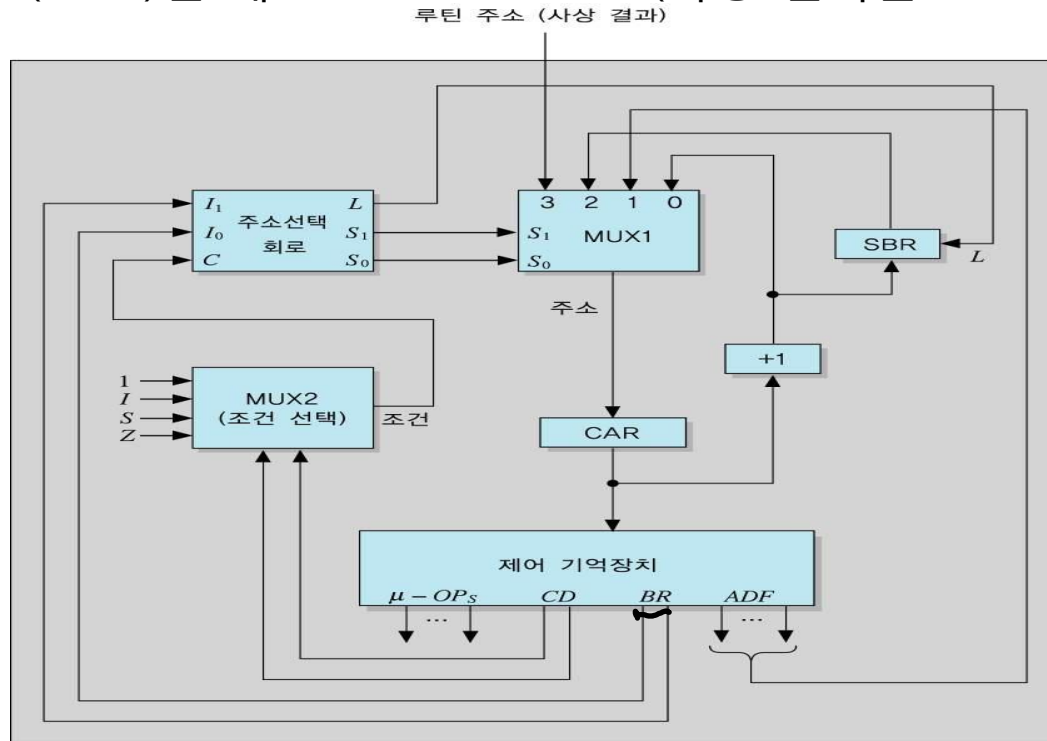 루틴 주소 (사상 결과)
3 2 1 0
I₁ L
주소선택
I₀ S₁
회로
C S₀
S₁ MUX1
S₀
SBR
L
주소
+1
1
I
S
Z
MUX2
(조건 선택)
조건
CAR
제어 기억장치
μ - OPₛ CD BR ADF
... ...